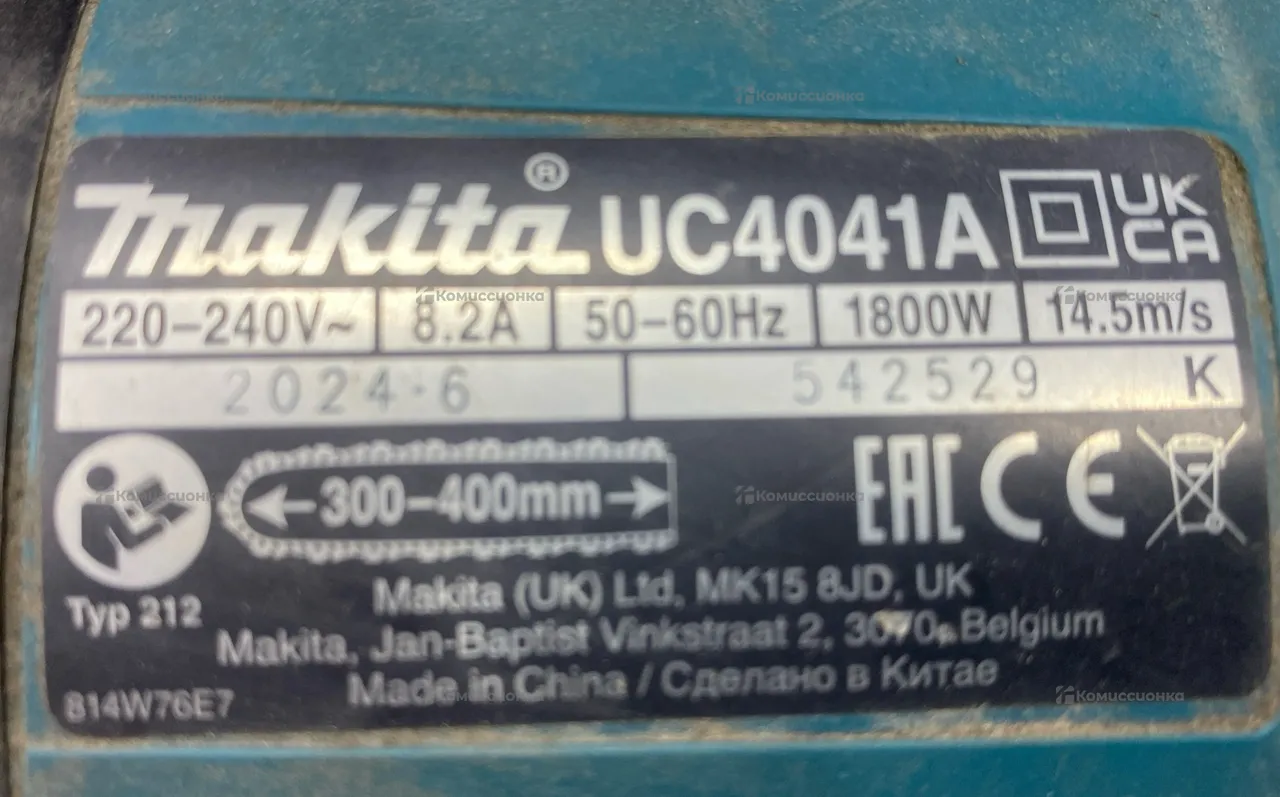 makita® UC4041A UK CA
220–240V~ 8.2A 50–60Hz 1800W 14.5m/s
2024·6 542529 K
300–400mm EAC CE
Typ 212
Makita (UK) Ltd, MK15 8JD, UK
Makita, Jan-Baptist Vinkstraat 2, 3070, Belgium
Made in China / Сделано в Китае
814W76E7
Комиссионка
Комиссионка
Комиссионка
Комиссионка
Комиссионка
Комиссионка
Комиссионка